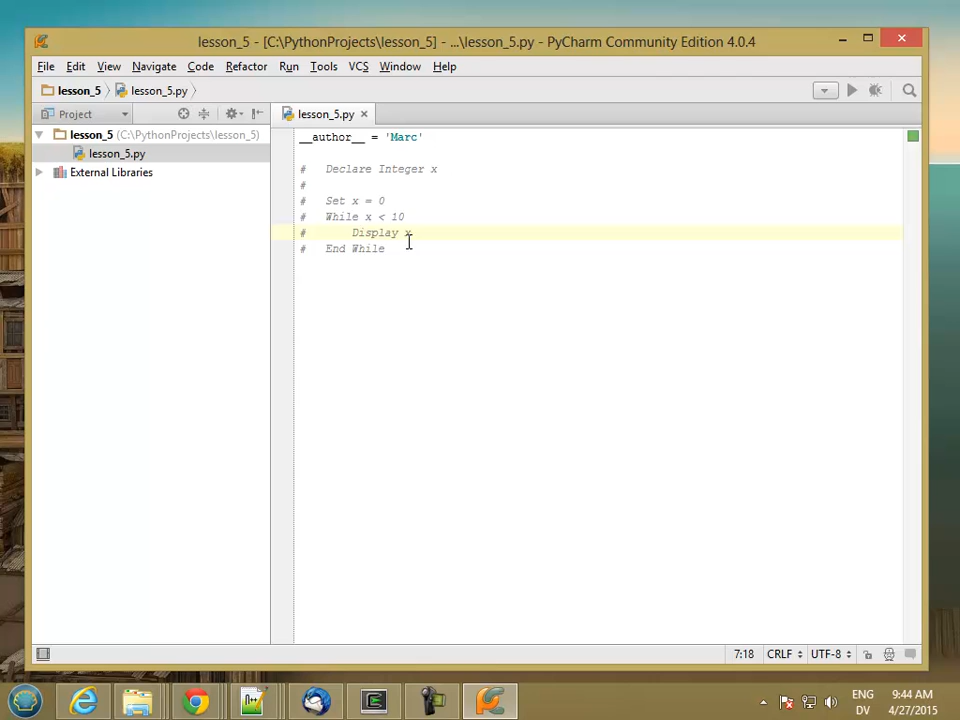 lesson_5 - [C:\PythonProjects\lesson_5] - ...\lesson_5.py - PyCharm Community Edition 4.0.4
File Edit View Navigate Code Refactor Run Tools VCS Window Help
lesson_5 lesson_5.py
Project
lesson_5.py
lesson_5 (C:\PythonProjects\lesson_5)
lesson_5.py
External Libraries
__author__ = 'Marc'
#   Declare Integer x
#
#   Set x = 0
#   While x < 10
#       Display x
#   End While
7:18 CRLF UTF-8
ENG 9:44 AM
DV 4/27/2015